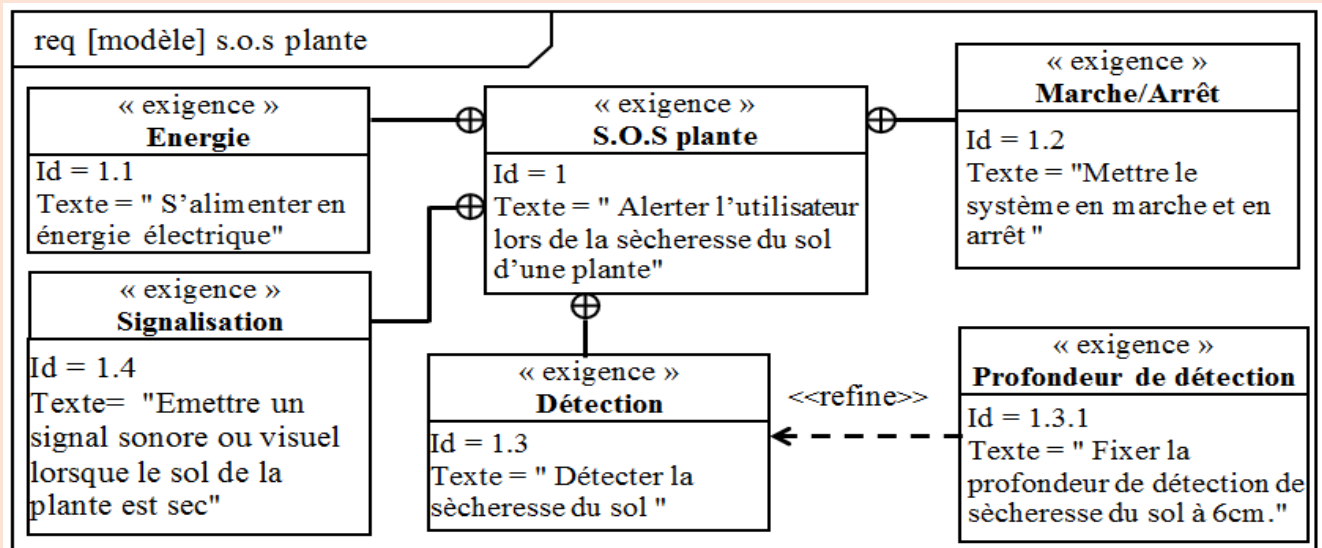 req [modèle] s.o.s plante
« exigence »
Energie
Id = 1.1
Texte = " S’alimenter en
énergie électrique"
« exigence »
S.O.S plante
Id = 1
Texte = " Alerter l’utilisateur
lors de la sècheresse du sol
d’une plante"
« exigence »
Marche/Arrêt
Id = 1.2
Texte = "Mettre le
système en marche et en
arrêt "
« exigence »
Signalisation
Id = 1.4
Texte= "Emettre un
signal sonore ou visuel
lorsque le sol de la
plante est sec"
« exigence »
Détection
Id = 1.3
Texte = " Détecter la
sècheresse du sol "
<<refine>>
« exigence »
Profondeur de détection
Id = 1.3.1
Texte = " Fixer la
profondeur de détection de
sècheresse du sol à 6cm."